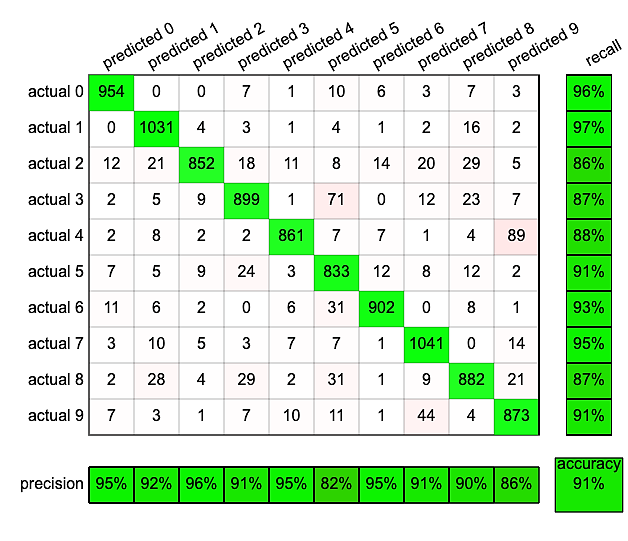 predicted 0 predicted 1 predicted 2 predicted 3 predicted 4 predicted 5 predicted 6 predicted 7 predicted 8 predicted 9 recall
actual 0 954 0 0 7 1 10 6 3 7 3 96%
actual 1 0 1031 4 3 1 4 1 2 16 2 97%
actual 2 12 21 852 18 11 8 14 20 29 5 86%
actual 3 2 5 9 899 1 71 0 12 23 7 87%
actual 4 2 8 2 2 861 7 7 1 4 89 88%
actual 5 7 5 9 24 3 833 12 8 12 2 91%
actual 6 11 6 2 0 6 31 902 0 8 1 93%
actual 7 3 10 5 3 7 7 1 1041 0 14 95%
actual 8 2 28 4 29 2 31 1 9 882 21 87%
actual 9 7 3 1 7 10 11 1 44 4 873 91%
accuracy
precision 95% 92% 96% 91% 95% 82% 95% 91% 90% 86% 91%